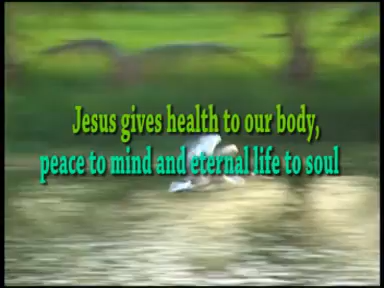 Jesus gives health to our body,
peace to mind and eternal life to soul